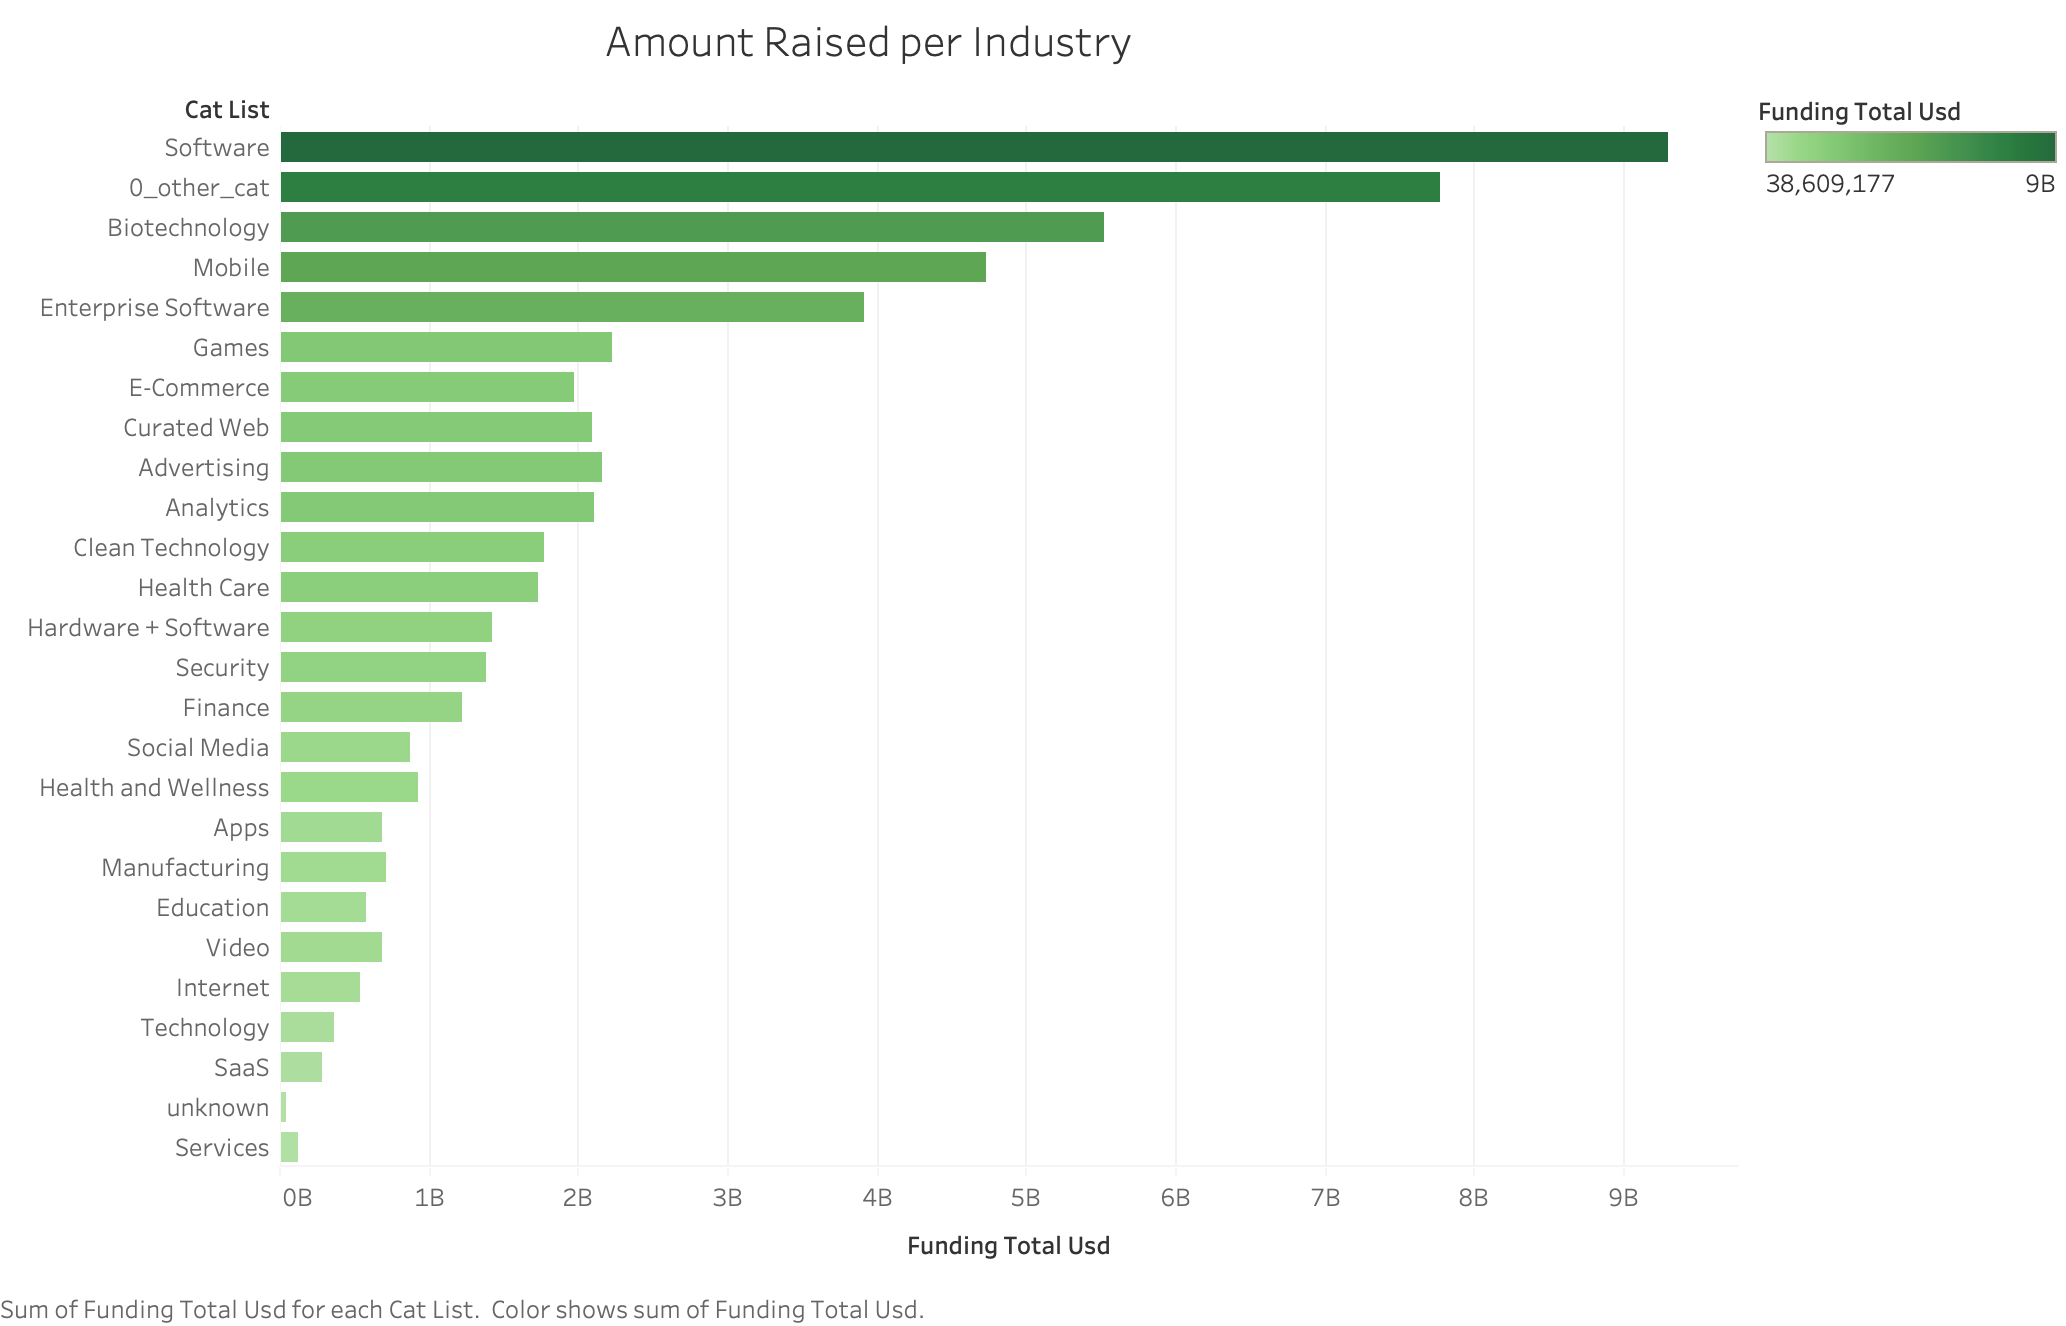 Amount Raised per Industry
Cat List
Software
0_other_cat
Biotechnology
Mobile
Enterprise Software
Games
E-Commerce
Curated Web
Advertising
Analytics
Clean Technology
Health Care
Hardware + Software
Security
Finance
Social Media
Health and Wellness
Apps
Manufacturing
Education
Video
Internet
Technology
SaaS
unknown
Services
0B 1B 2B 3B 4B 5B 6B 7B 8B 9B
Funding Total Usd
Funding Total Usd
38,609,177 9B
Sum of Funding Total Usd for each Cat List.  Color shows sum of Funding Total Usd.